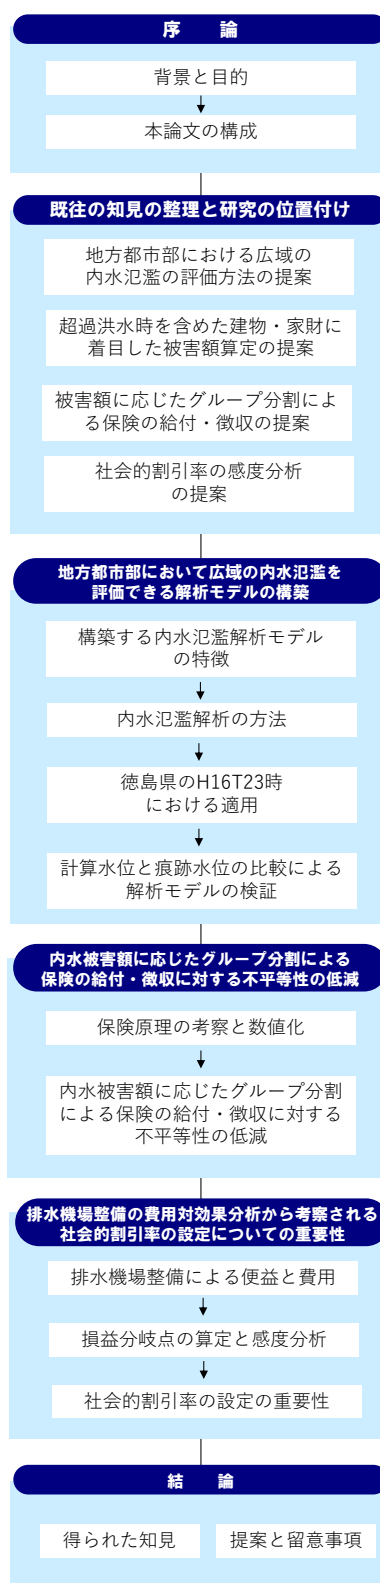 序　論
背景と目的
本論文の構成
既往の知見の整理と研究の位置付け
地方都市部における広域の
内水氾濫の評価方法の提案
超過洪水時を含めた建物・家財に
着目した被害額算定の提案
被害額に応じたグループ分割によ
る保険の給付・徴収の提案
社会的割引率の感度分析
の提案
地方都市部において広域の内水氾濫を
評価できる解析モデルの構築
構築する内水氾濫解析モデル
の特徴
内水氾濫解析の方法
徳島県のH16T23時
における適用
計算水位と痕跡水位の比較による
解析モデルの検証
内水被害額に応じたグループ分割による
保険の給付・徴収に対する不平等性の低減
保険原理の考察と数値化
内水被害額に応じたグループ分割
による保険の給付・徴収に対する
不平等性の低減
排水機場整備の費用対効果分析から考察される
社会的割引率の設定についての重要性
排水機場整備による便益と費用
損益分岐点の算定と感度分析
社会的割引率の設定の重要性
結　論
得られた知見
提案と留意事項